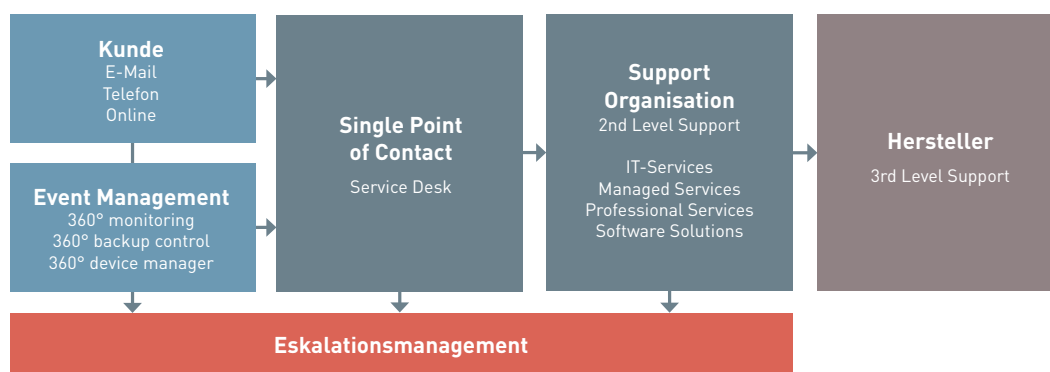 Kunde
E-Mail
Telefon
Online
Event Management
360° monitoring
360° backup control
360° device manager
Single Point
of Contact
Service Desk
Support
Organisation
2nd Level Support
IT-Services
Managed Services
Professional Services
Software Solutions
Hersteller
3rd Level Support
Eskalationsmanagement